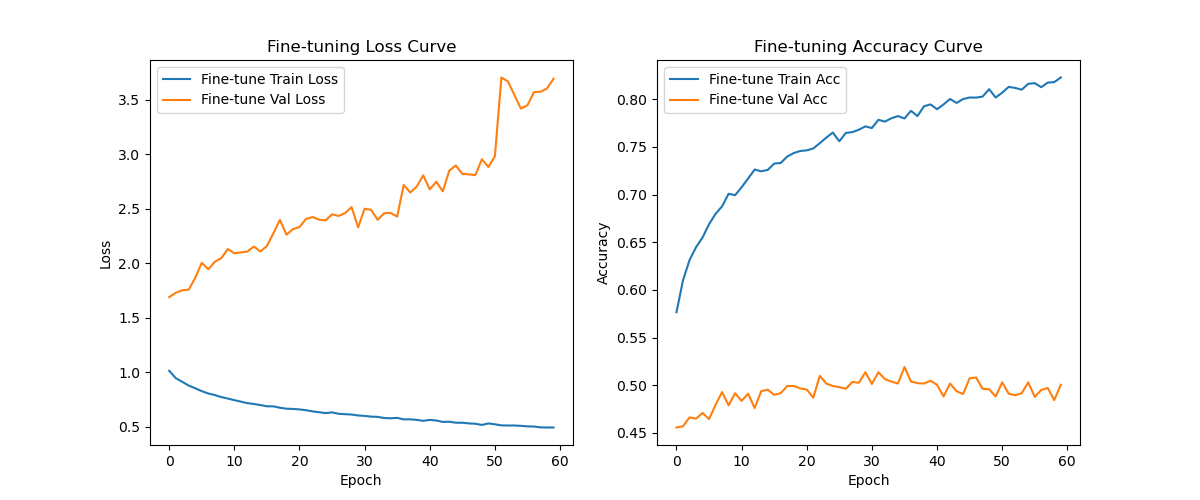 Fine-tuning Loss Curve
Fine-tune Train Loss
Fine-tune Val Loss
3.5
3.0
2.5
2.0
1.5
1.0
0.5
Loss
0 10 20 30 40 50 60
Epoch
Fine-tuning Accuracy Curve
Fine-tune Train Acc
Fine-tune Val Acc
0.80
0.75
0.70
0.65
0.60
0.55
0.50
0.45
Accuracy
0 10 20 30 40 50 60
Epoch